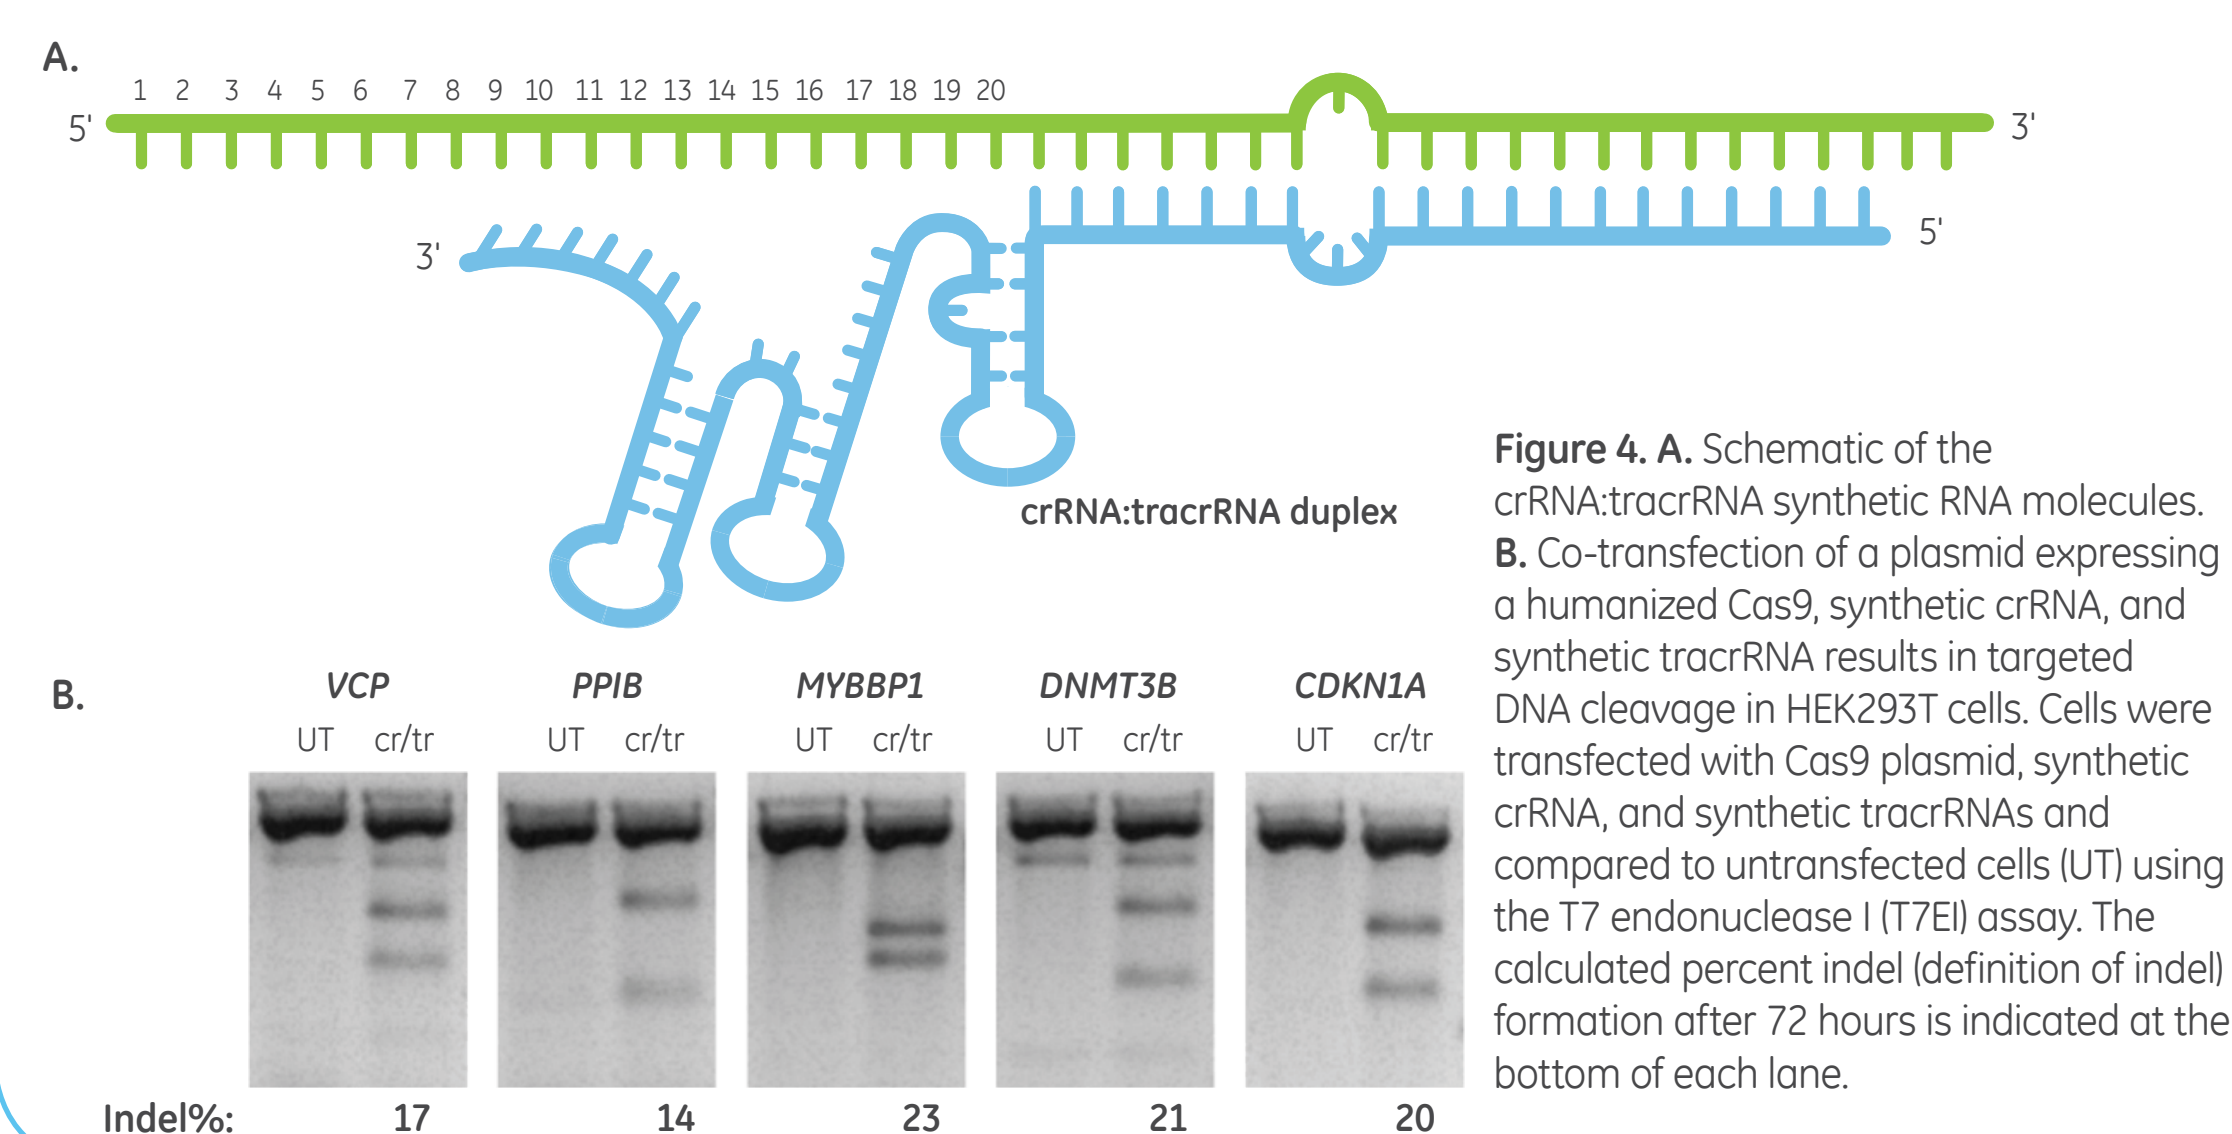 A.
1 2 3 4 5 6 7 8 9 10 11 12 13 14 15 16 17 18 19 20
5' 3'
3' 5'
crRNA:tracrRNA duplex
Figure 4. A. Schematic of the
crRNA:tracrRNA synthetic RNA molecules.
B. Co-transfection of a plasmid expressing
a humanized Cas9, synthetic crRNA, and
synthetic tracrRNA results in targeted
DNA cleavage in HEK293T cells. Cells were
transfected with Cas9 plasmid, synthetic
crRNA, and synthetic tracrRNAs and
compared to untransfected cells (UT) using
the T7 endonuclease I (T7EI) assay. The
calculated percent indel (definition of indel)
formation after 72 hours is indicated at the
bottom of each lane.
B.
VCP PPIB MYBBP1 DNMT3B CDKN1A
UT cr/tr UT cr/tr UT cr/tr UT cr/tr UT cr/tr
Indel%: 17 14 23 21 20